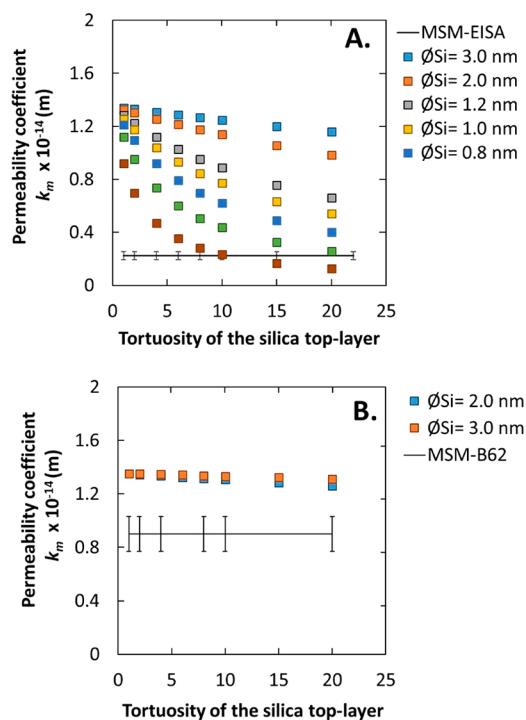 A.
2
1.6
1.2
0.8
0.4
0
Permeability coefficient
km x 10-14 (m)
0 5 10 15 20 25
Tortuosity of the silica top-layer
MSM-EISA
ØSi= 3.0 nm
ØSi= 2.0 nm
ØSi= 1.2 nm
ØSi= 1.0 nm
ØSi= 0.8 nm
B.
2
1.6
1.2
0.8
0.4
0
Permeability coefficient
km x 10-14 (m)
0 5 10 15 20 25
Tortuosity of the silica top-layer
ØSi= 2.0 nm
ØSi= 3.0 nm
MSM-B62